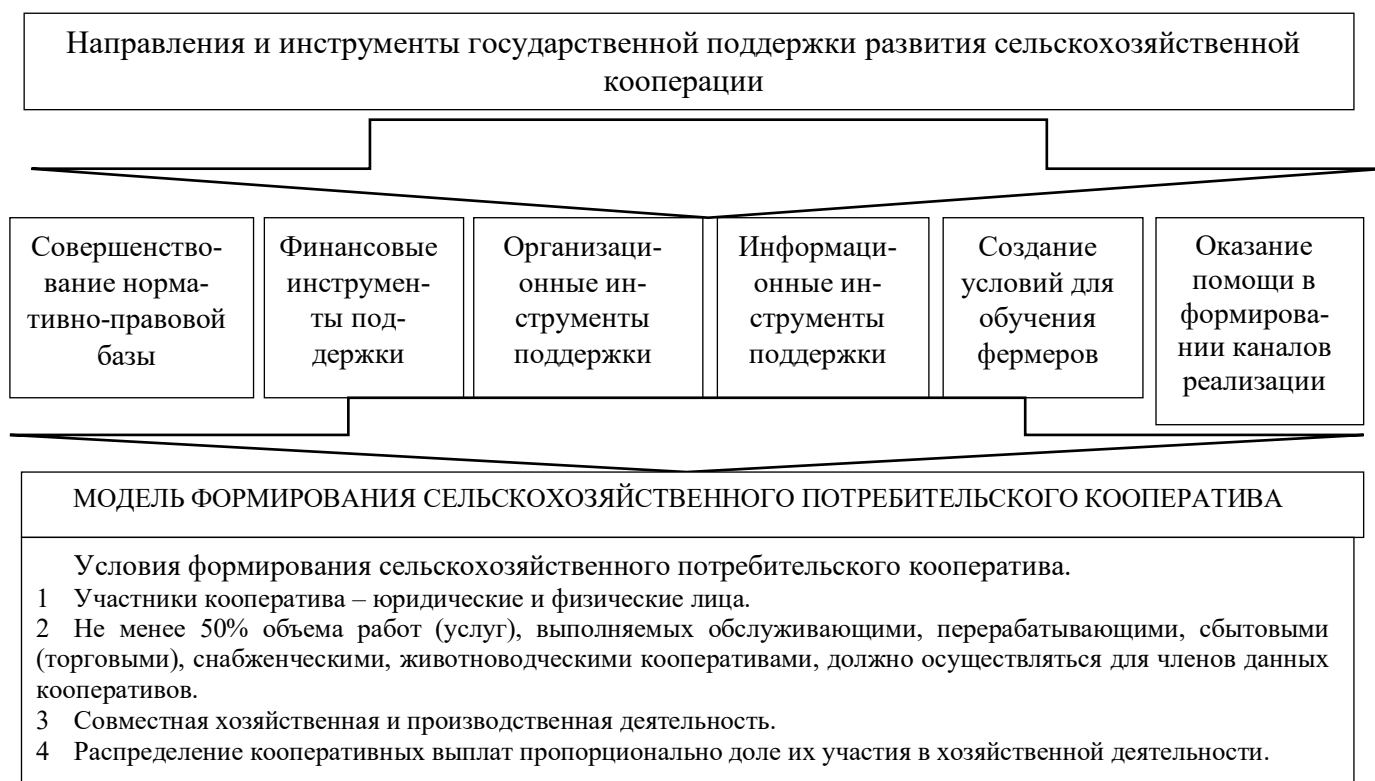 Направления и инструменты государственной поддержки развития сельскохозяйственной
кооперации
Совершенство-
вание норма-
тивно-правовой
базы
Финансовые
инструмен-
ты под-
держки
Организаци-
онные ин-
струменты
поддержки
Информаци-
онные ин-
струменты
поддержки
Создание
условий для
обучения
фермеров
Оказание
помощи в
формирова-
нии каналов
реализации
МОДЕЛЬ ФОРМИРОВАНИЯ СЕЛЬСКОХОЗЯЙСТВЕННОГО ПОТРЕБИТЕЛЬСКОГО КООПЕРАТИВА
Условия формирования сельскохозяйственного потребительского кооператива.
1 Участники кооператива – юридические и физические лица.
2 Не менее 50% объема работ (услуг), выполняемых обслуживающими, перерабатывающими, сбытовыми
(торговыми), снабженческими, животноводческими кооперативами, должно осуществляться для членов данных
кооперативов.
3 Совместная хозяйственная и производственная деятельность.
4 Распределение кооперативных выплат пропорционально доле их участия в хозяйственной деятельности.